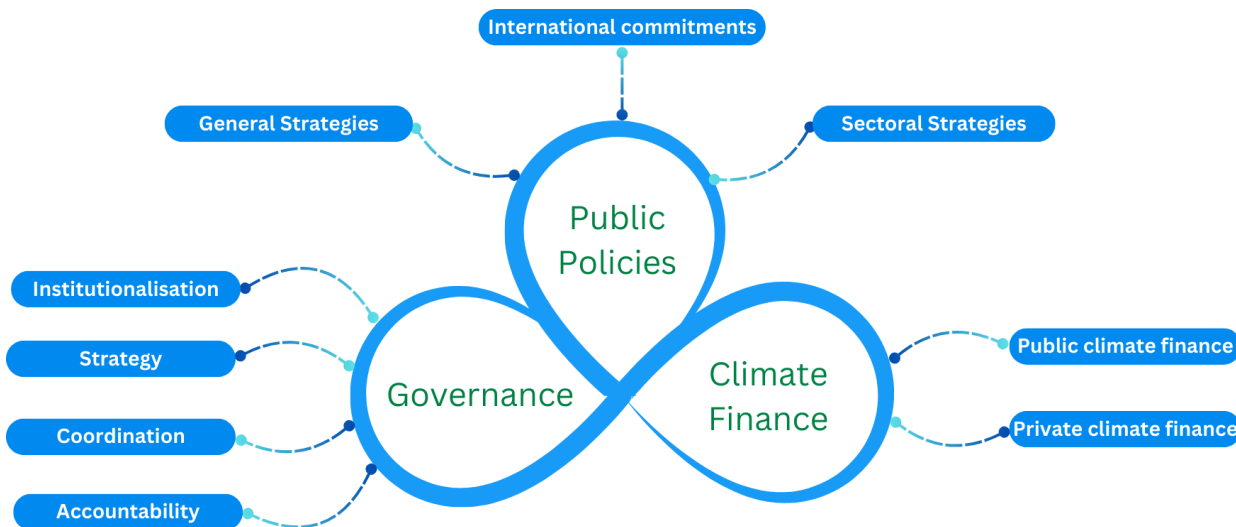 International commitments
General Strategies
Sectoral Strategies
Public
Policies
Institutionalisation
Strategy
Coordination
Accountability
Governance
Climate
Finance
Public climate finance
Private climate finance